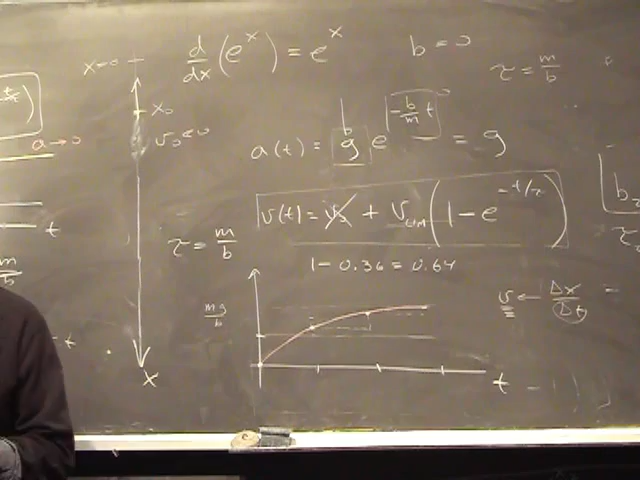 x=0
d/dx (e^x) = e^x
b = 0
τ = m/b
x₀
a→0
v₀ = 0
a(t) = g e^(-b/m t) = g
v(t) = v₀ + V_term (1 - e^(-t/τ))
t
τ = m/b
1 - 0.36 = 0.64
m/b
mg/b
v ← Δx/Δt =
t
x
t